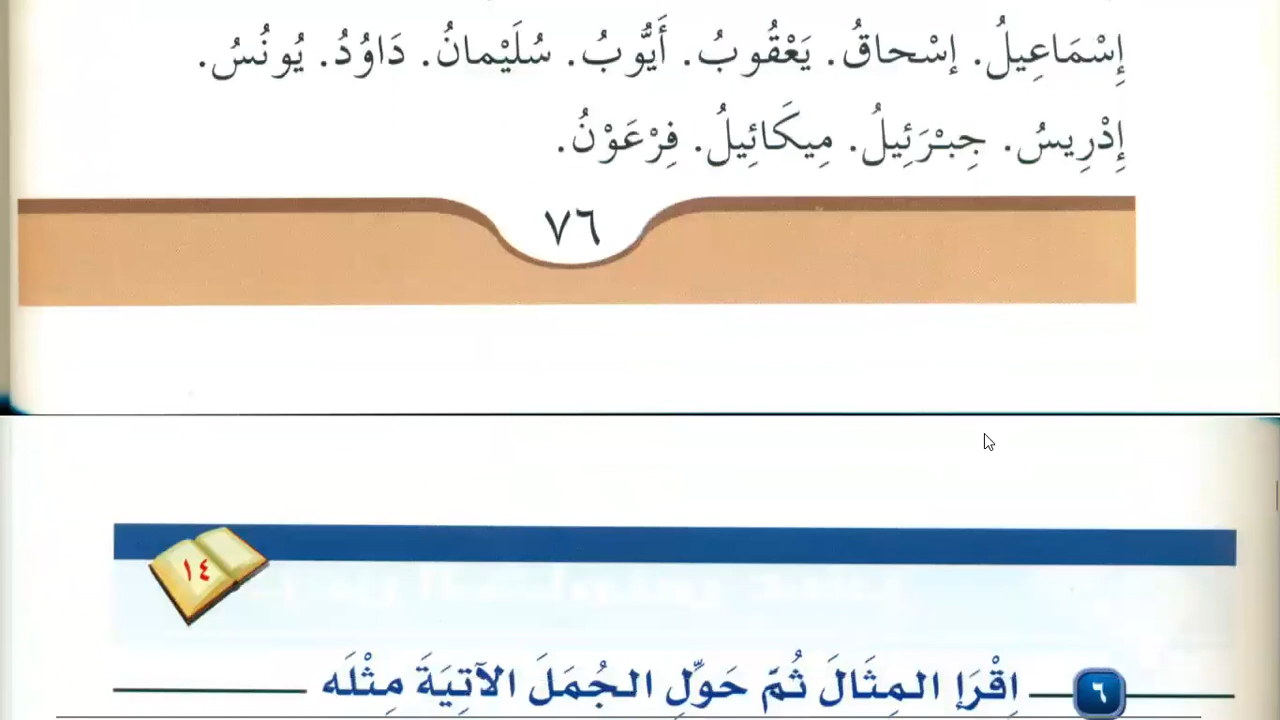 إِسْمَاعِيلُ. إسْحاقُ. يَعْقُوبُ. أَيُّوبُ. سُلَيْمانُ. دَاوُدُ. يُونُسُ.
إِدْرِيسُ. جِبْرَئِيلُ. مِيكَائِيلُ. فِرْعَوْنُ.
٧٦
١٤
٦ اِقْرَإِ المِثَالَ ثُمَّ حَوِّلِ الجُمَلَ الآتِيَةَ مِثْلَه